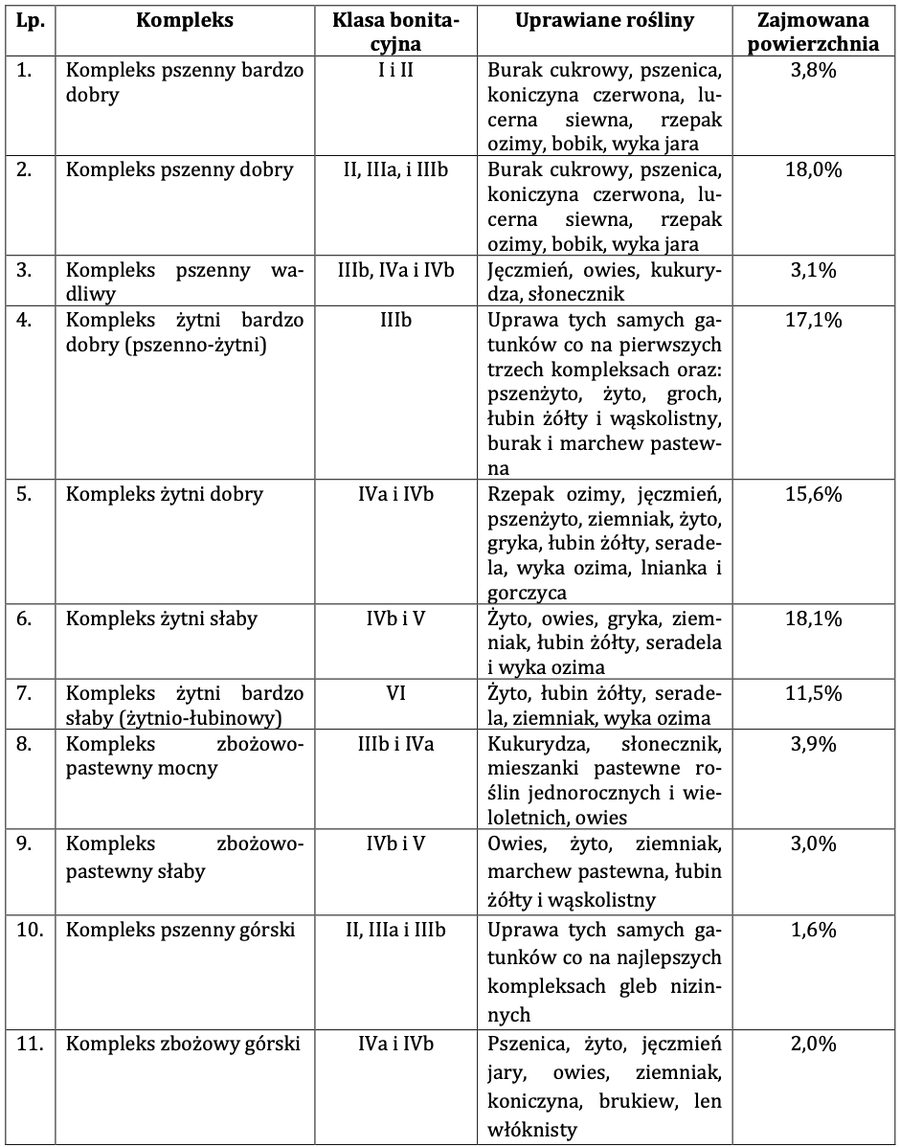 Lp. Kompleks Klasa bonita- Uprawiane rośliny Zajmowana
cyjna powierzchnia
1. Kompleks pszenny bardzo I i II Burak cukrowy, pszenica, 3,8%
dobry koniczyna czerwona, lu-
cerna siewna, rzepak
ozimy, bobik, wyka jara
2. Kompleks pszenny dobry II, IIIa, i IIIb Burak cukrowy, pszenica, 18,0%
koniczyna czerwona, lu-
cerna siewna, rzepak
ozimy, bobik, wyka jara
3. Kompleks pszenny wa- IIIb, IVa i IVb Jęczmień, owies, kukury- 3,1%
dliwy dza, słonecznik
4. Kompleks żytni bardzo IIIb Uprawa tych samych ga- 17,1%
dobry (pszenno-żytni) tunków co na pierwszych
trzech kompleksach oraz:
pszenżyto, żyto, groch,
łubin żółty i wąskolistny,
burak i marchew pastew-
na
5. Kompleks żytni dobry IVa i IVb Rzepak ozimy, jęczmień, 15,6%
pszenżyto, ziemniak, żyto,
gryka, łubin żółty, serade-
la, wyka ozima, lnianka i
gorczyca
6. Kompleks żytni słaby IVb i V Żyto, owies, gryka, ziem- 18,1%
niak, łubin żółty, seradela
i wyka ozima
7. Kompleks żytni bardzo VI Żyto, łubin żółty, serade- 11,5%
słaby (żytnio-łubinowy) la, ziemniak, wyka ozima
8. Kompleks zbożowo- IIIb i IVa Kukurydza, słonecznik, 3,9%
pastewny mocny mieszanki pastewne ro-
ślin jednorocznych i wie-
loletnich, owies
9. Kompleks zbożowo- IVb i V Owies, żyto, ziemniak, 3,0%
pastewny słaby marchew pastewna, łubin
żółty i wąskolistny
10. Kompleks pszenny górski II, IIIa i IIIb Uprawa tych samych ga- 1,6%
tunków co na najlepszych
kompleksach gleb nizin-
nych
11. Kompleks zbożowy górski IVa i IVb Pszenica, żyto, jęczmień 2,0%
jary, owies, ziemniak,
koniczyna, brukiew, len
włóknisty